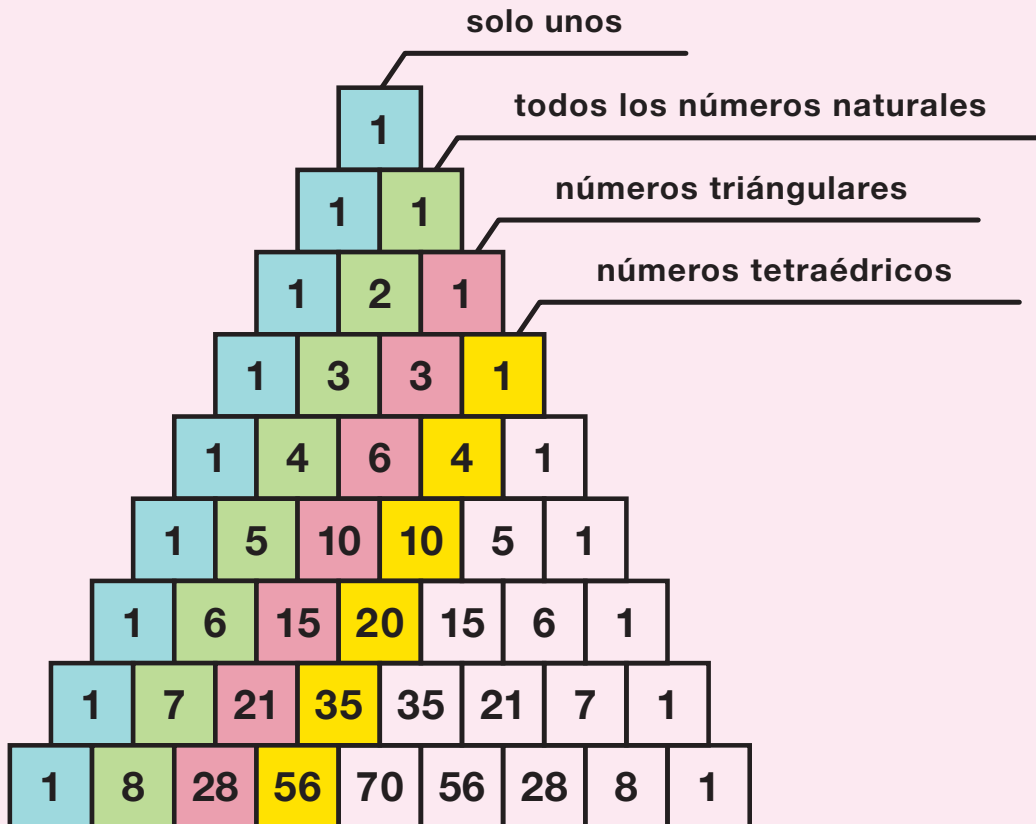 solo unos
todos los números naturales
números triángulares
números tetraédricos
1
1 1
1 2 1
1 3 3 1
1 4 6 4 1
1 5 10 10 5 1
1 6 15 20 15 6 1
1 7 21 35 35 21 7 1
1 8 28 56 70 56 28 8 1